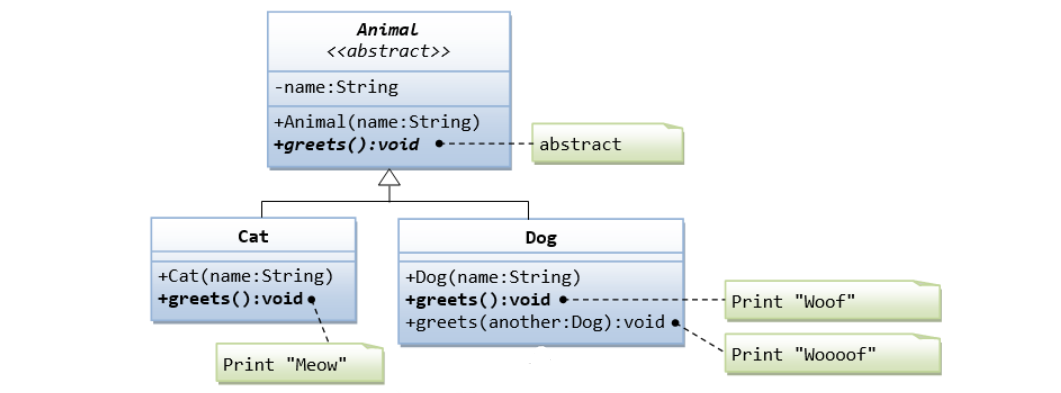 Animal
<<abstract>>
-name:String
+Animal(name:String)
+greets():void
abstract
Cat
+Cat(name:String)
+greets():void
Print "Meow"
Dog
+Dog(name:String)
+greets():void
+greets(another:Dog):void
Print "Woof"
Print "Woooof"